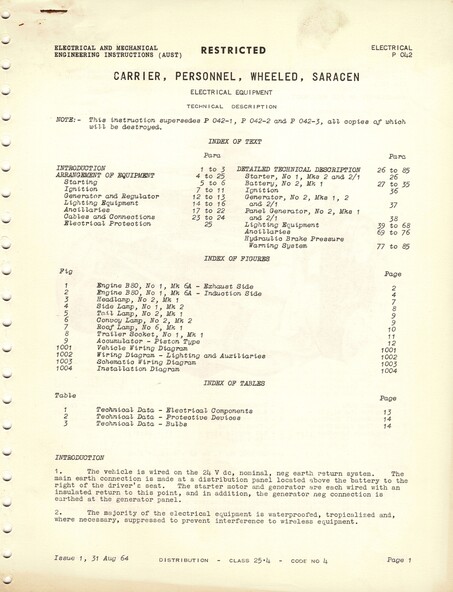 ELECTRICAL AND MECHANICAL
ENGINEERING INSTRUCTIONS (AUST)
RESTRICTED
ELECTRICAL
P 042
CARRIER, PERSONNEL, WHEELED, SARACEN
ELECTRICAL EQUIPMENT
TECHNICAL DESCRIPTION
NOTE:- This instruction supersedes P 042-1, P 042-2 and P 042-3, all copies of which
will be destroyed.
INDEX OF TEXT
Para
INTRODUCTION 1 to 3
ARRANGEMENT OF EQUIPMENT 4 to 25
Starting 5 to 6
Ignition 7 to 11
Generator and Regulator 12 to 13
Lighting Equipment 14 to 16
Ancillaries 17 to 22
Cables and Connections 23 to 24
Electrical Protection 25
Para
DETAILED TECHNICAL DESCRIPTION 26 to 85
Starter, No 1, Mks 2 and 2/1 26
Battery, No 2, Mk 1 27 to 35
Ignition 36
Generator, No 2, Mks 1, 2
and 2/1 37
Panel Generator, No 2, Mks 1
and 2/1 38
Lighting Equipment 39 to 68
Ancillaries 69 to 76
Hydraulic Brake Pressure
Warning System 77 to 85
INDEX OF FIGURES
Fig Page
1 Engine B80, No 1, Mk 6A - Exhaust Side 2
2 Engine B80, No 1, Mk 6A - Induction Side 4
3 Headlamp, No 2, Mk 1 7
4 Side Lamp, No 1, Mk 2 8
5 Tail Lamp, No 2, Mk 1 9
6 Convoy Lamp, No 2, Mk 2 9
7 Roof Lamp, No 6, Mk 1 10
8 Trailer Socket, No 1, Mk 1 11
9 Accumulator - Piston Type 12
1001 Vehicle Wiring Diagram 1001
1002 Wiring Diagram - Lighting and Auxiliaries 1002
1003 Schematic Wiring Diagram 1003
1004 Installation Diagram 1004
INDEX OF TABLES
Table Page
1 Technical Data - Electrical Components 13
2 Technical Data - Protective Devices 14
3 Technical Data - Bulbs 14
INTRODUCTION
1. The vehicle is wired on the 24 V dc, nominal, neg earth return system. The
main earth connection is made at a distribution panel located above the battery to the
right of the driver's seat. The starter motor and generator are each wired with an
insulated return to this point, and in addition, the generator neg connection is
earthed at the generator panel.
2. The majority of the electrical equipment is waterproofed, tropicalized and,
where necessary, suppressed to prevent interference to wireless equipment.
Issue 1, 31 Aug 64
DISTRIBUTION - CLASS 25·4 - CODE NO 4
Page 1